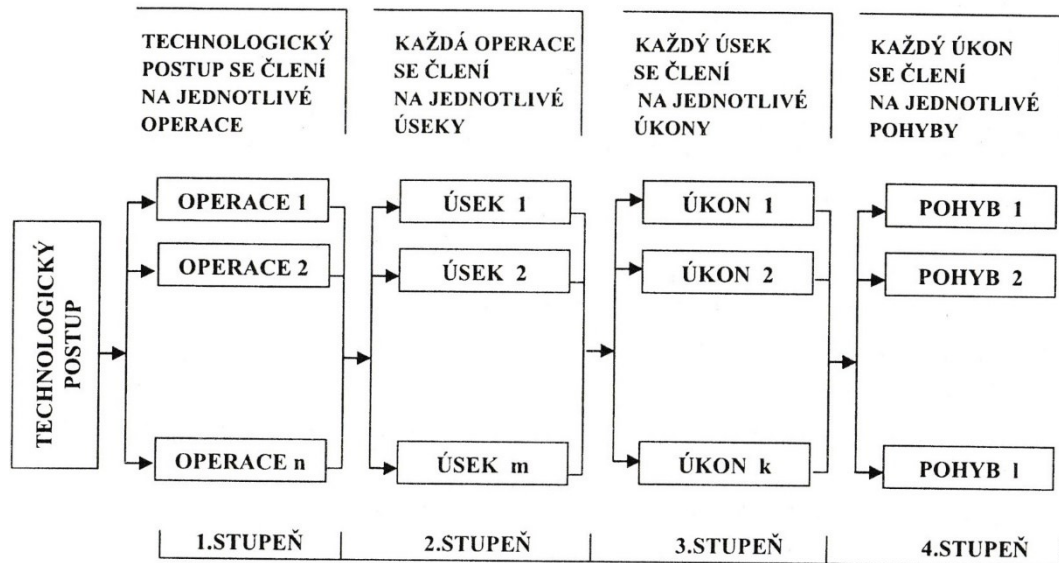 TECHNOLOGICKÝ
POSTUP SE ČLENÍ
NA JEDNOTLIVÉ
OPERACE
KAŽDÁ OPERACE
SE ČLENÍ
NA JEDNOTLIVÉ
ÚSEKY
KAŽDÝ ÚSEK
SE ČLENÍ
NA JEDNOTLIVÉ
ÚKONY
KAŽDÝ ÚKON
SE ČLENÍ
NA JEDNOTLIVÉ
POHYBY
TECHNOLOGICKÝ
POSTUP
OPERACE 1
OPERACE 2
OPERACE n
ÚSEK 1
ÚSEK 2
ÚSEK m
ÚKON 1
ÚKON 2
ÚKON k
POHYB 1
POHYB 2
POHYB l
1.STUPEŇ
2.STUPEŇ
3.STUPEŇ
4.STUPEŇ